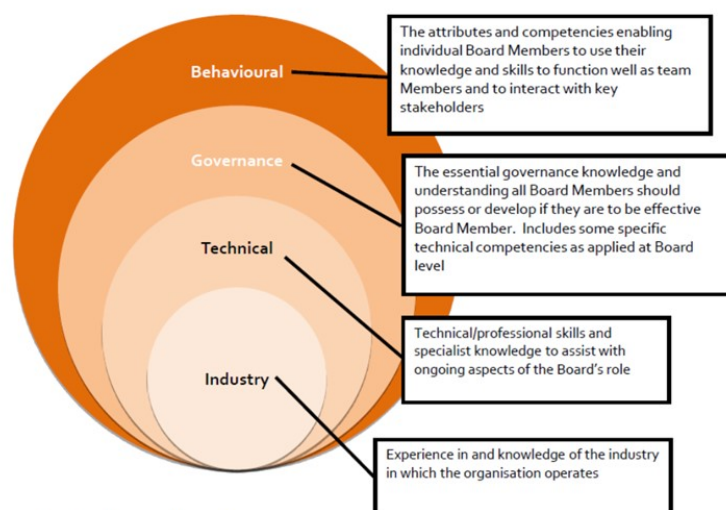 Behavioural
The attributes and competencies enabling
individual Board Members to use their
knowledge and skills to function well as team
Members and to interact with key
stakeholders
Governance
The essential governance knowledge and
understanding all Board Members should
possess or develop if they are to be effective
Board Member. Includes some specific
technical competencies as applied at Board
level
Technical
Technical/professional skills and
specialist knowledge to assist with
ongoing aspects of the Board's role
Industry
Experience in and knowledge of the industry
in which the organisation operates